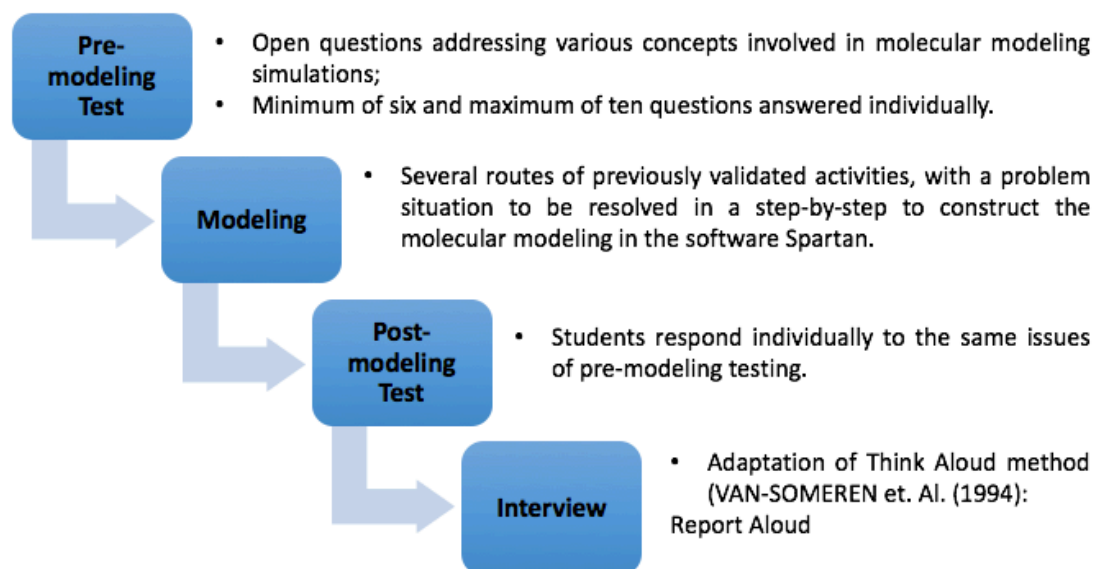 Pre-
modeling
Test
• Open questions addressing various concepts involved in molecular modeling
simulations;
• Minimum of six and maximum of ten questions answered individually.
Modeling
• Several routes of previously validated activities, with a problem
situation to be resolved in a step-by-step to construct the
molecular modeling in the software Spartan.
Post-
modeling
Test
• Students respond individually to the same issues
of pre-modeling testing.
Interview
• Adaptation of Think Aloud method
(VAN-SOMEREN et. Al. (1994):
Report Aloud